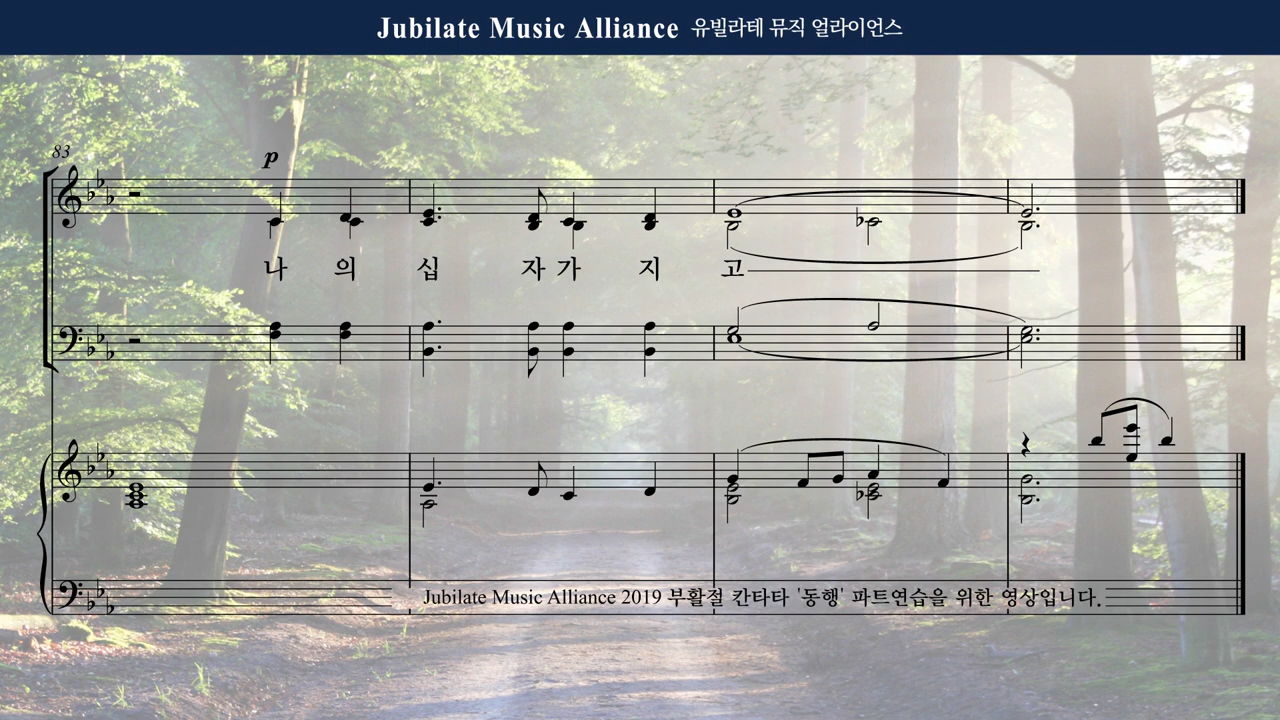 Jubilate Music Alliance 유빌라테 뮤직 얼라이언스
83
p
나 의 십 자 가 지 고
Jubilate Music Alliance 2019 부활절 칸타타 '동행' 파트연습을 위한 영상입니다.